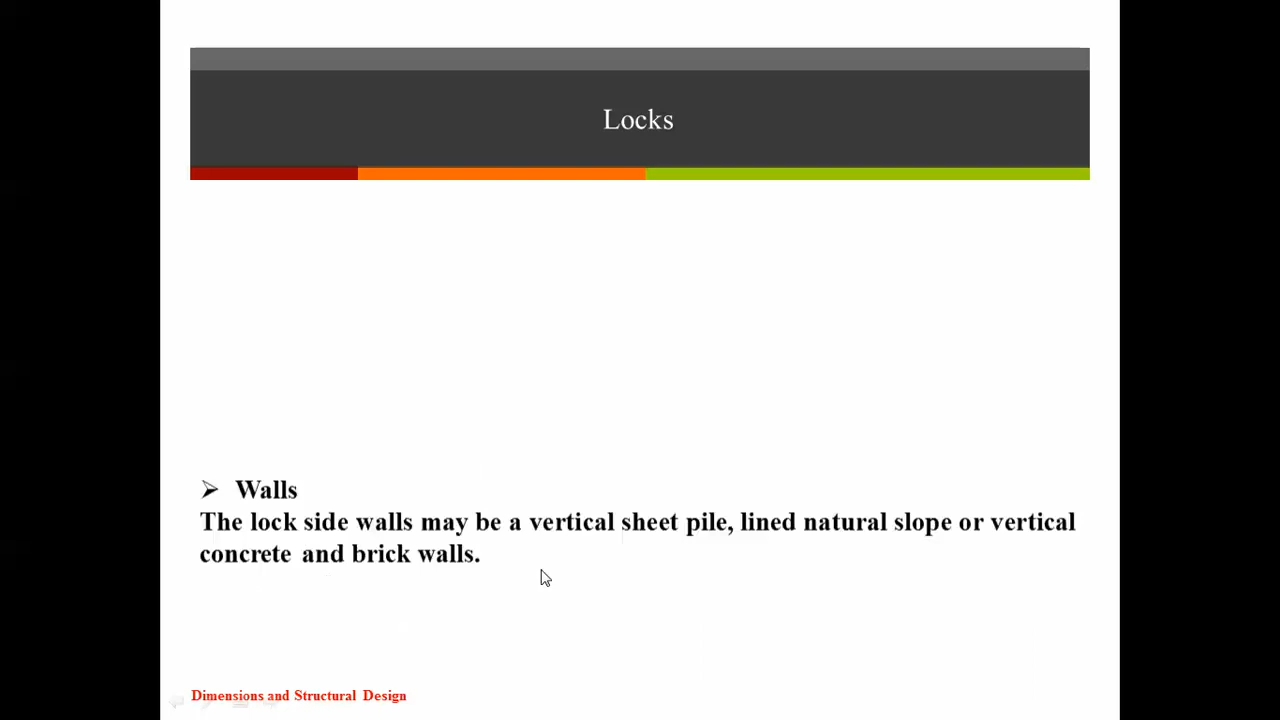 Locks
➢ Walls
The lock side walls may be a vertical sheet pile, lined natural slope or vertical
concrete and brick walls.
Dimensions and Structural Design